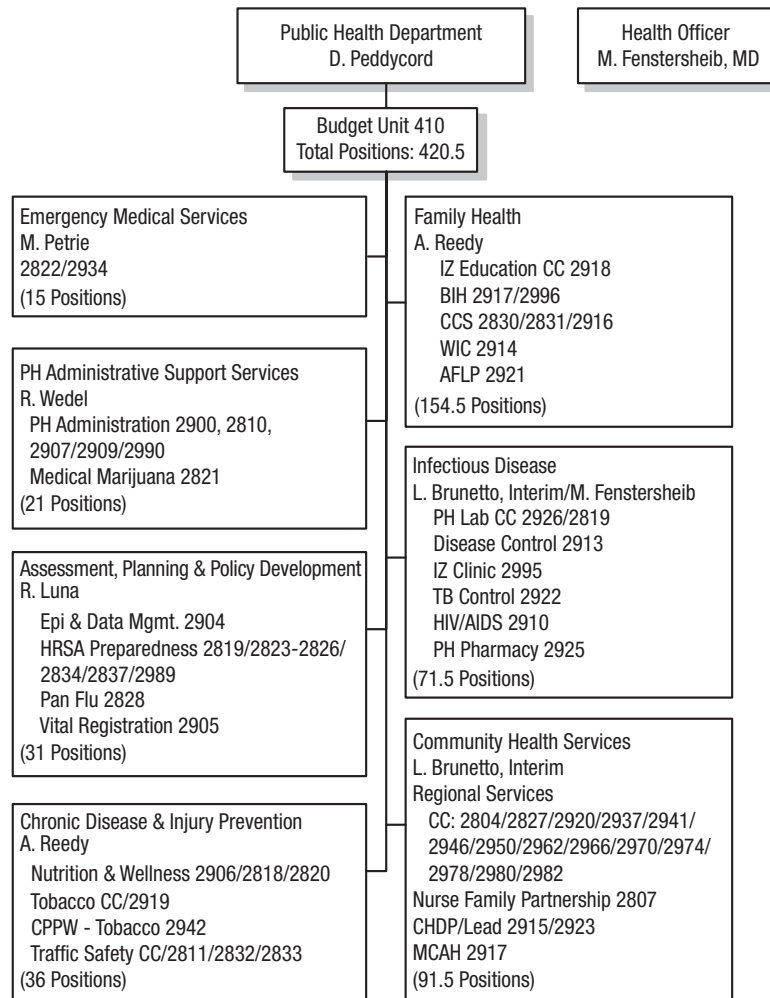 Public Health Department
D. Peddycord
Health Officer
M. Fenstersheib, MD
Budget Unit 410
Total Positions: 420.5
Emergency Medical Services
M. Petrie
2822/2934
(15 Positions)
PH Administrative Support Services
R. Wedel
PH Administration 2900, 2810,
2907/2909/2990
Medical Marijuana 2821
(21 Positions)
Assessment, Planning & Policy Development
R. Luna
Epi & Data Mgmt. 2904
HRSA Preparedness 2819/2823-2826/
2834/2837/2989
Pan Flu 2828
Vital Registration 2905
(31 Positions)
Chronic Disease & Injury Prevention
A. Reedy
Nutrition & Wellness 2906/2818/2820
Tobacco CC/2919
CPPW - Tobacco 2942
Traffic Safety CC/2811/2832/2833
(36 Positions)
Family Health
A. Reedy
IZ Education CC 2918
BIH 2917/2996
CCS 2830/2831/2916
WIC 2914
AFLP 2921
(154.5 Positions)
Infectious Disease
L. Brunetto, Interim/M. Fenstersheib
PH Lab CC 2926/2819
Disease Control 2913
IZ Clinic 2995
TB Control 2922
HIV/AIDS 2910
PH Pharmacy 2925
(71.5 Positions)
Community Health Services
L. Brunetto, Interim
Regional Services
CC: 2804/2827/2920/2937/2941/
2946/2950/2962/2966/2970/2974/
2978/2980/2982
Nurse Family Partnership 2807
CHDP/Lead 2915/2923
MCAH 2917
(91.5 Positions)